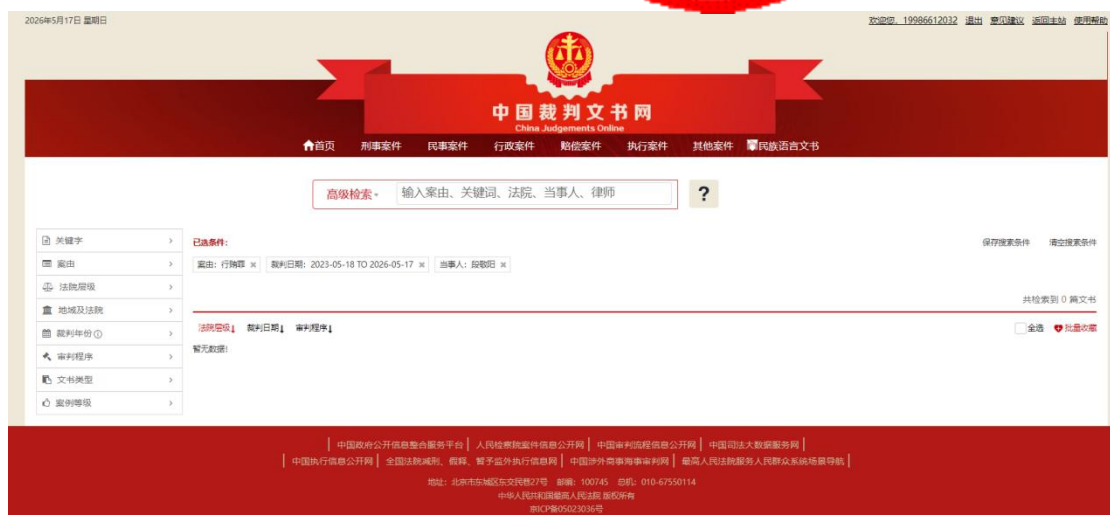 2026年5月17日 星期日
欢迎您，19986612032 退出 意见建议 返回主站 使用帮助
中国裁判文书网
China Judgements Online
首页 刑事案件 民事案件 行政案件 赔偿案件 执行案件 其他案件 民族语言文书
高级检索 输入案由、关键词、法院、当事人、律师 ?
关键字
案由
法院层级
地域及法院
裁判年份
审判程序
文书类型
案例等级
已选条件：
保存搜索条件 清空搜索条件
案由：行贿罪 × 裁判日期：2023-05-18 TO 2026-05-17 × 当事人：段敬阳 ×
共检索到 0 篇文书
法院层级↓ 裁判日期↓ 审判程序↓
全选 批量收藏
暂无数据!
| 中国政府公开信息整合服务平台 | 人民检察院案件信息公开网 | 中国审判流程信息公开网 | 中国司法大数据服务网 |
| 中国执行信息公开网 | 全国法院减刑、假释、暂予监外执行信息网 | 中国涉外商事海事审判网 | 最高人民法院服务人民群众系统场景导航 |
地址：北京市东城区东交民巷27号 邮编：100745 总机：010-67550114
中华人民共和国最高人民法院 版权所有
京ICP备05023036号